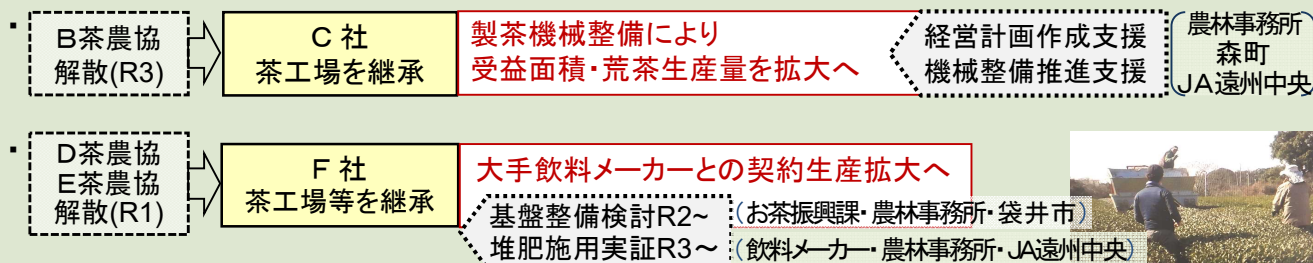 ▪
B茶農協
解散(R3)
C 社
茶工場を継承
製茶機械整備により
受益面積・荒茶生産量を拡大へ
経営計画作成支援
機械整備推進支援
農林事務所
森町
JA遠州中央
▪
D茶農協
E茶農協
解散(R1)
F 社
茶工場等を継承
大手飲料メーカーとの契約生産拡大へ
基盤整備検討R2~
(お茶振興課・農林事務所・袋井市)
堆肥施用実証R3~
(飲料メーカー・農林事務所・JA遠州中央)